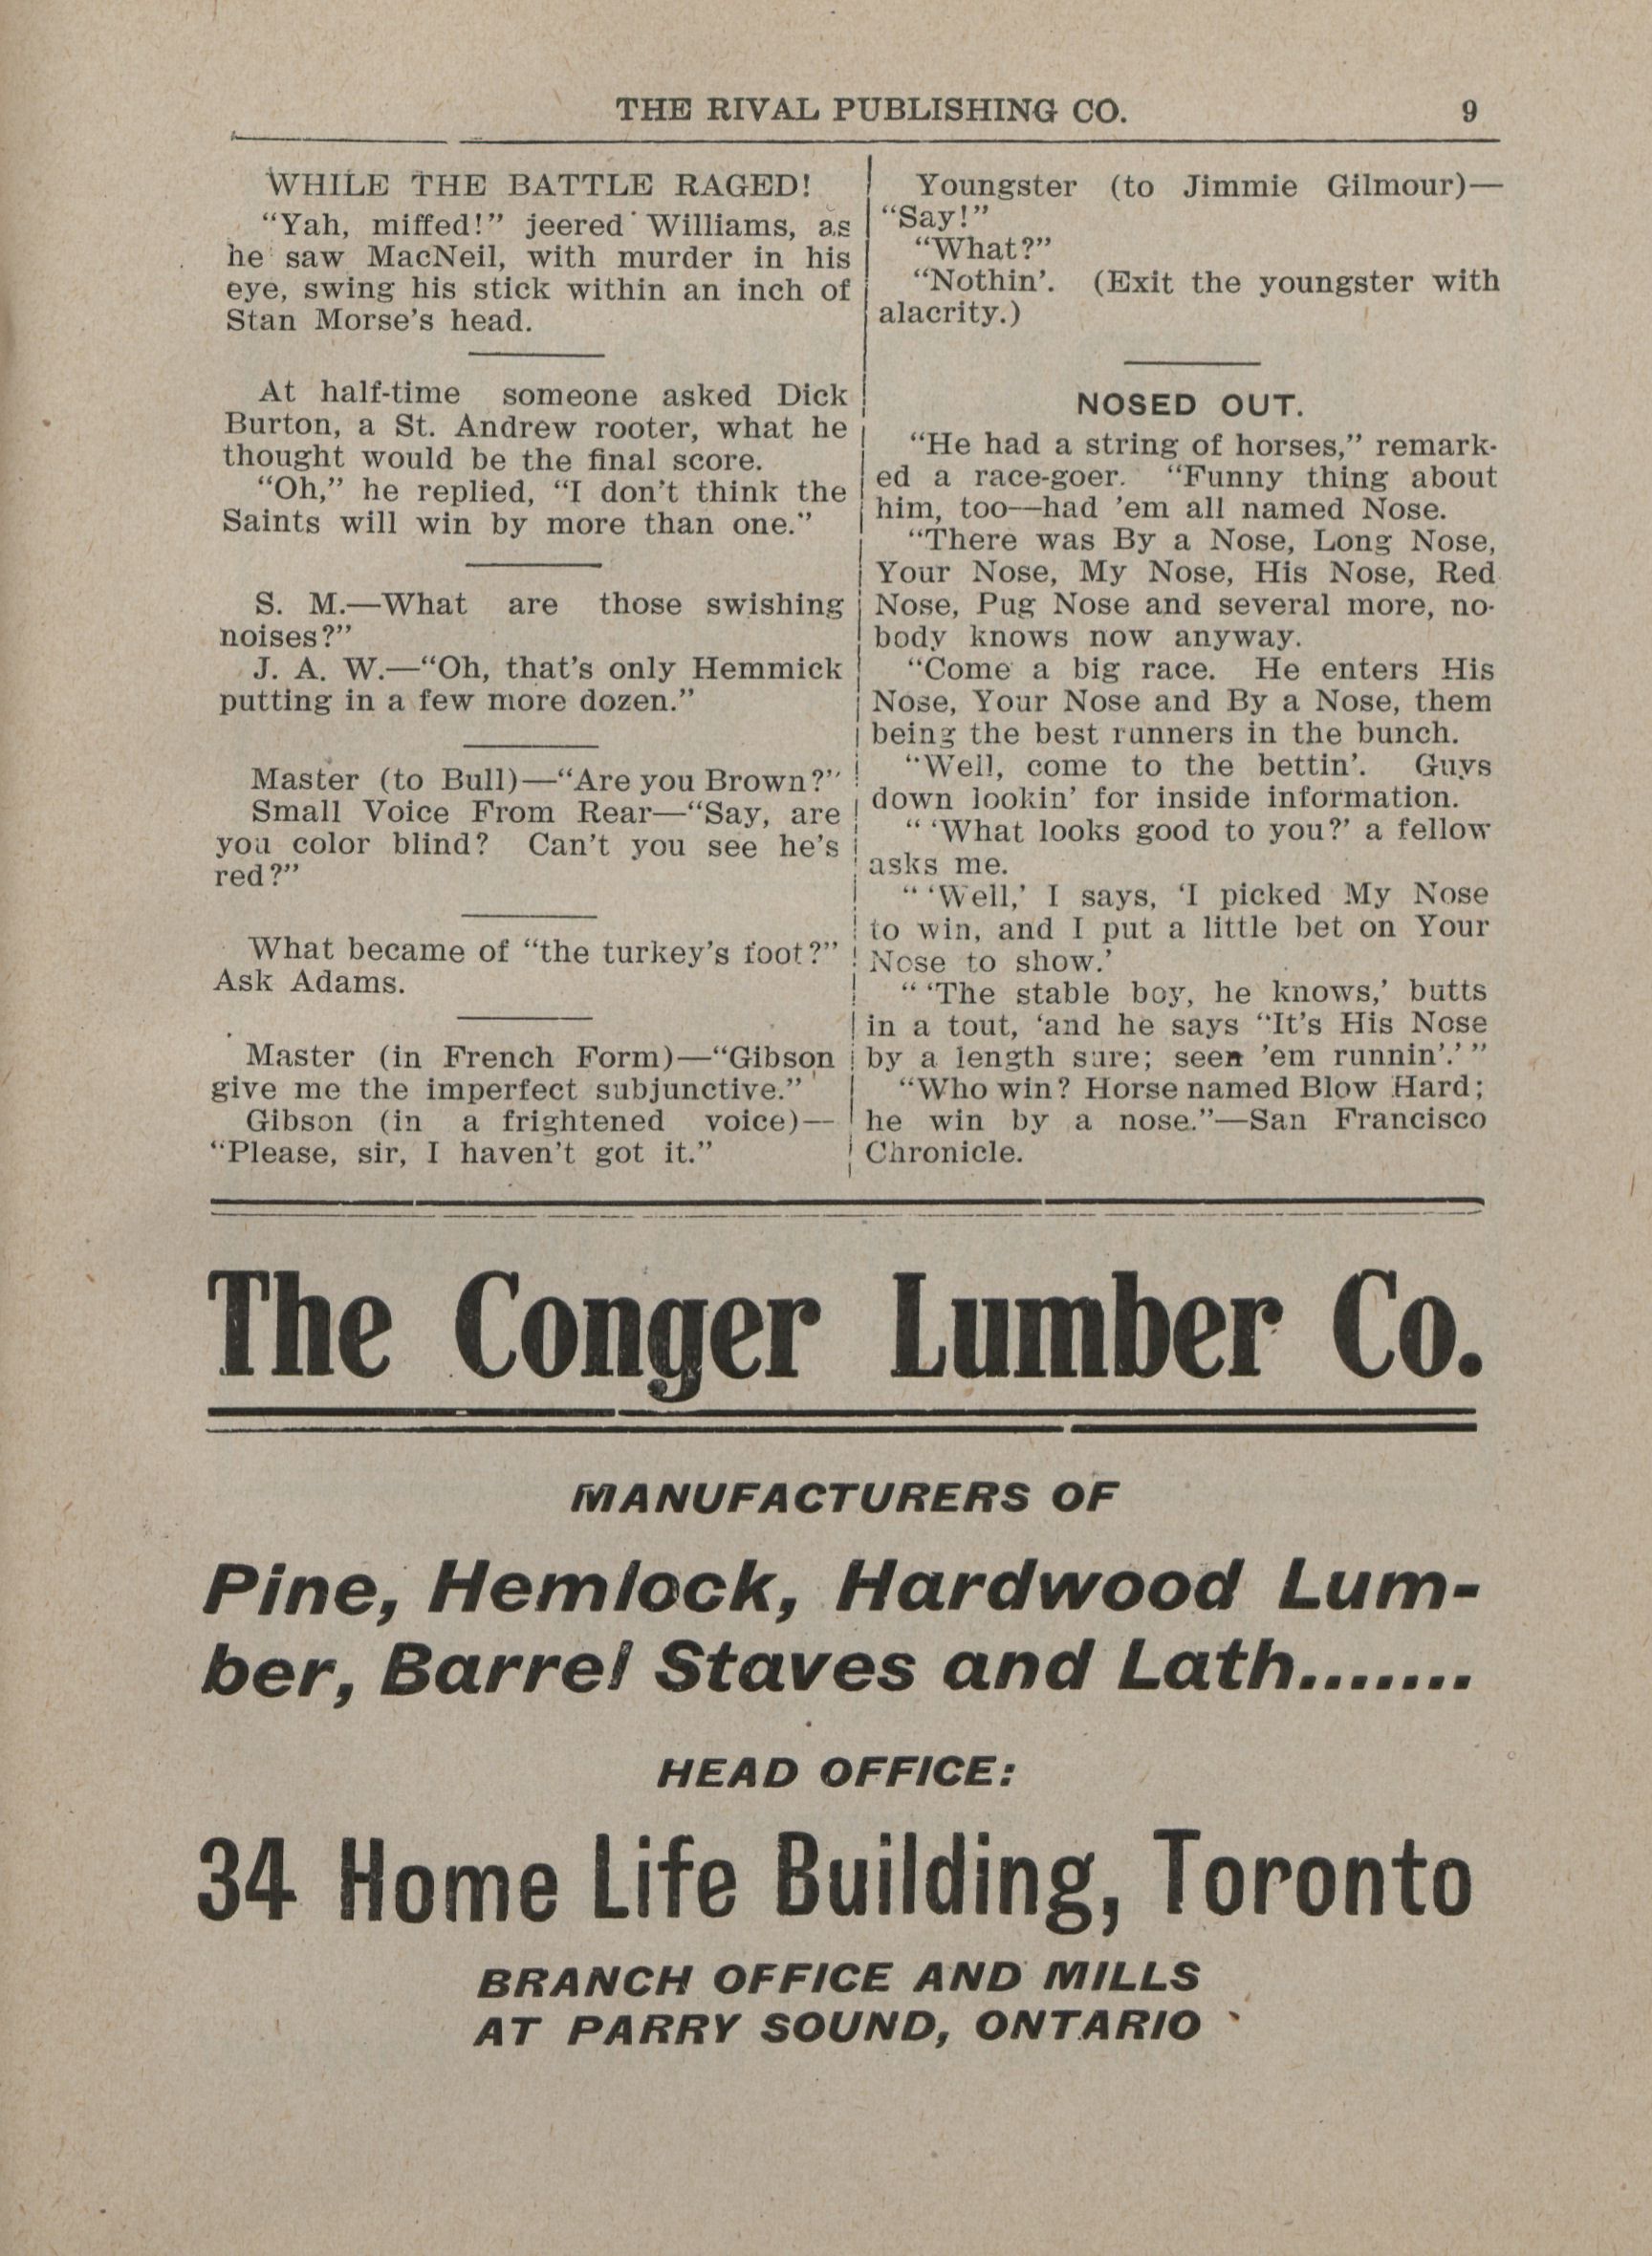 THE RIVAL PUBLISHING CO. 9
WHILE THE BATTLE RAGED!
“Yah, miffed!” jeered Williams, as
he saw MacNeil, with murder in his
eye, swing his stick within an inch of
Stan Morse’s head.
At half-time someone asked Dick
Burton, a St. Andrew rooter, what he
thought would be the final score.
“Oh,” he replied, “I don’t think the
Saints will win by more than one.”
S. M.—What are those swishing
noises?”
J. A. W.—“Oh, that’s only Hemmick
putting in a few more dozen.”
Master (to Bull)—“Are you Brown?”
Small Voice From Rear—“Say, are
you color blind? Can’t you see he’s
red?”
What became of “the turkey’s foot?”
Ask Adams.
Master (in French Form)—“Gibson
give me the imperfect subjunctive.”
Gibson (in a frightened voice)—
“Please, sir, I haven’t got it.”
Youngster (to Jimmie Gilmour)—
“Say!”
“What?”
“Nothin’. (Exit the youngster with
alacrity.)
NOSED OUT.
“He had a string of horses,” remark-
ed a race-goer. “Funny thing about
him, too—had ’em all named Nose.
“There was By a Nose, Long Nose,
Your Nose, My Nose, His Nose, Red
Nose, Pug Nose and several more, no-
body knows now anyway.
“Come a big race. He enters His
Nose, Your Nose and By a Nose, them
being the best runners in the bunch.
“Well, come to the bettin’. Guys
down lookin’ for inside information.
“ ‘What looks good to you?’ a fellow
asks me.
“ ‘Well,’ I says, ‘I picked My Nose
to win, and I put a little bet on Your
Nose to show.’
“ ‘The stable boy, he knows,’ butts
in a tout, ‘and he says “It’s His Nose
by a length sure; seen ’em runnin’.’ ”
“Who win? Horse named Blow Hard;
he win by a nose.”—San Francisco
Chronicle.
The Conger Lumber Co.
MANUFACTURERS OF
Pine, Hemlock, Hardwood Lum-
ber, Barrel Staves and Lath.......
HEAD OFFICE:
34 Home Life Building, Toronto
BRANCH OFFICE AND MILLS
AT PARRY SOUND, ONTARIO